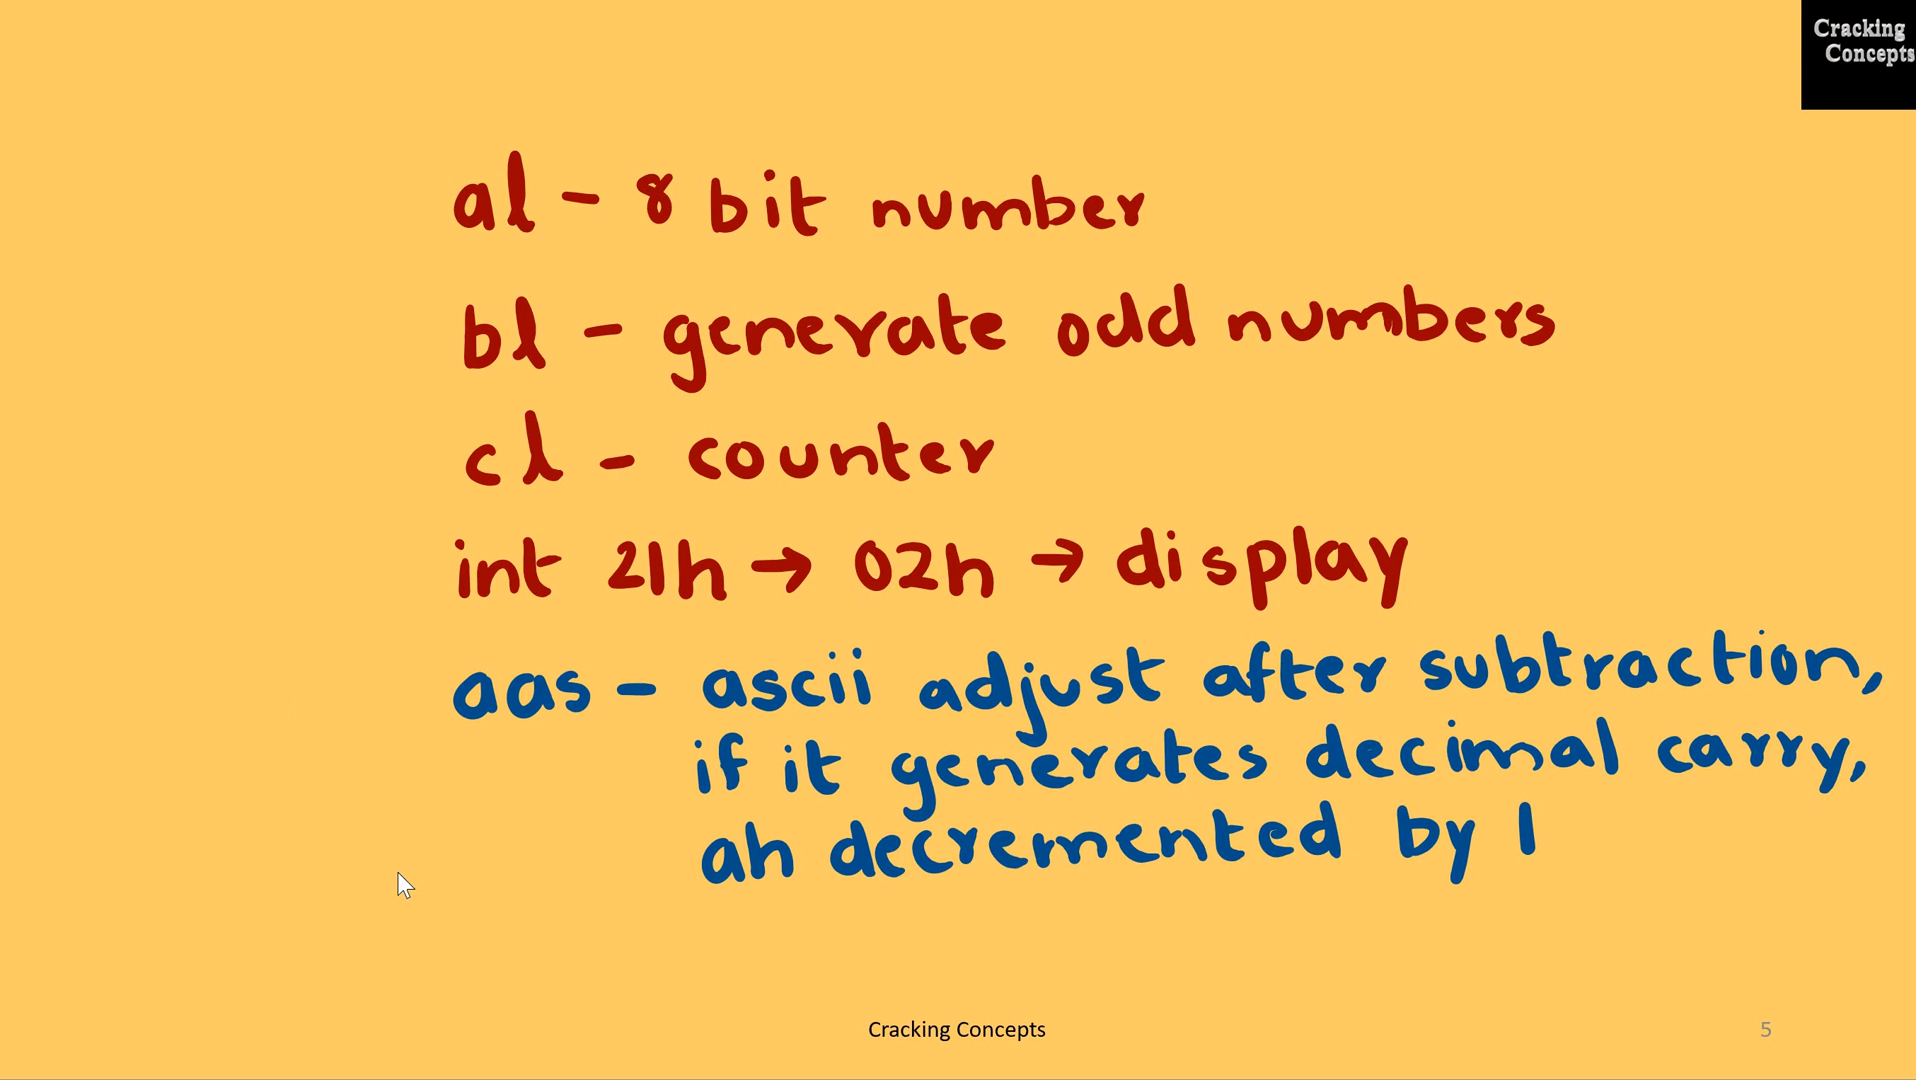 Cracking
Concepts
al - 8 bit number
bl - generate odd numbers
cl - counter
int 21h → 02h → display
aas - ascii adjust after subtraction,
if it generates decimal carry,
ah decremented by 1
Cracking Concepts
5